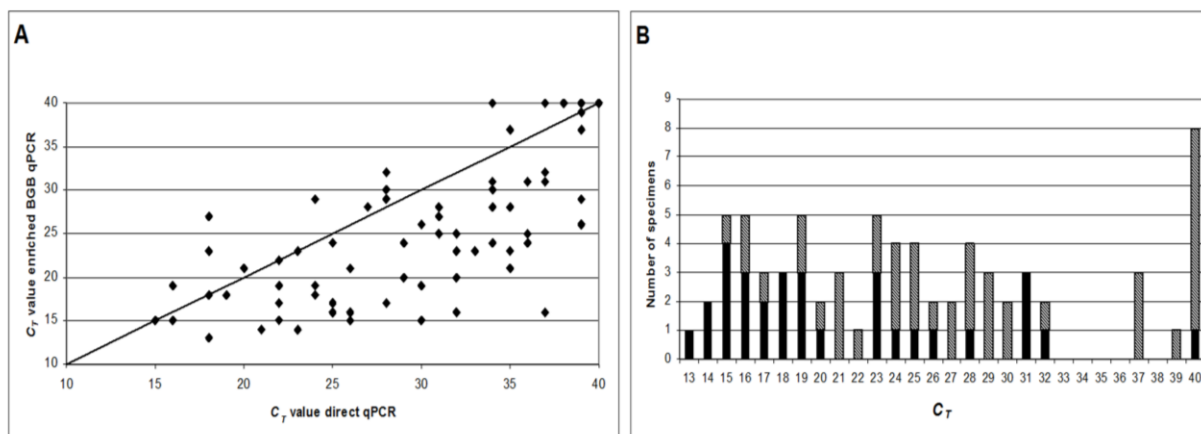 A
C_T value enriched BGB qPCR
40
35
30
25
20
15
10
10 15 20 25 30 35 40
C_T value direct qPCR
B
Number of specimens
9
8
7
6
5
4
3
2
1
0
13 14 15 16 17 18 19 20 21 22 23 24 25 26 27 28 29 30 31 32 33 34 35 36 37 38 39 40
C_T